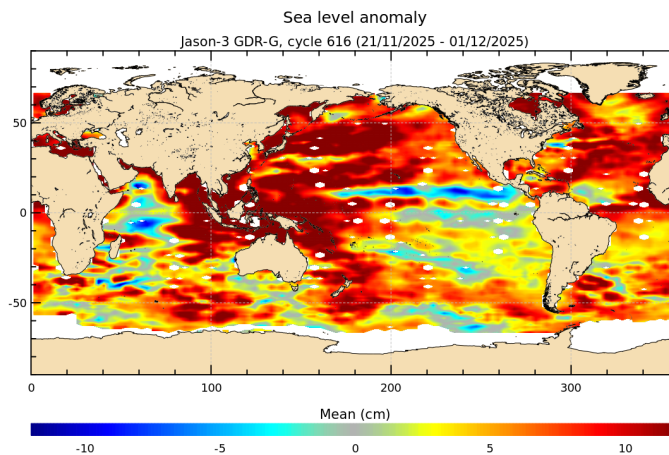 Sea level anomaly
Jason-3 GDR-G, cycle 616 (21/11/2025 - 01/12/2025)
50
0
-50
0 100 200 300
Mean (cm)
-10 -5 0 5 10